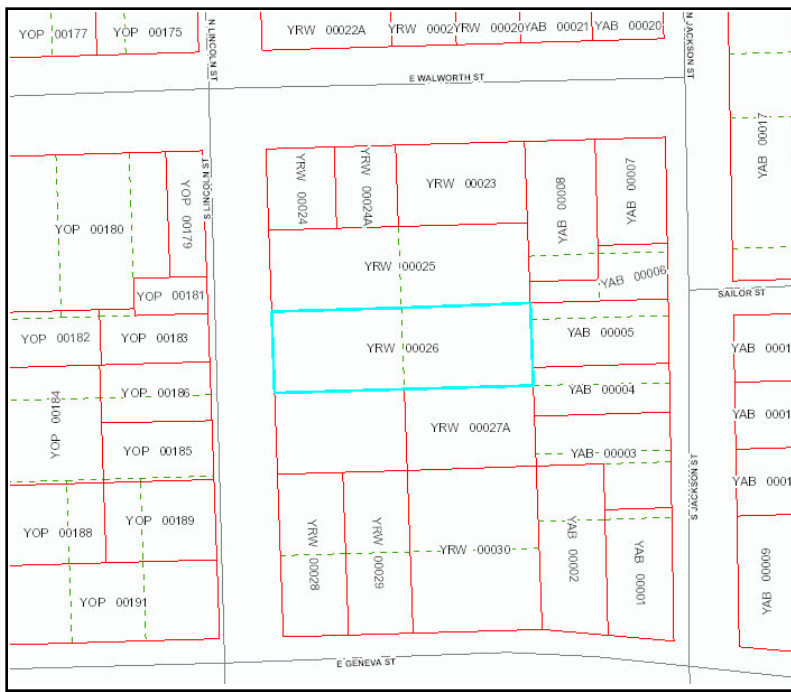 YOP 00177
YOP 00175
N LINCOLN ST
YRW 00022A
YRW 0002
YRW 00020
YAB 00021
YAB 00020
N JACKSON ST
E WALWORTH ST
YAB 00017
YOP 00180
YOP 00179
S LINCOLN ST
YRW 00024
YRW 00024A
YRW 00023
YAB 00008
YAB 00007
YRW 00025
YAB 00006
YOP 00181
SAILOR ST
YOP 00182
YOP 00183
YRW 00026
YAB 00005
YAB 0001
YOP 00184
YOP 00186
YAB 00004
YAB 0001
YRW 00027A
YOP 00185
YAB 00003
YAB 0001
S JACKSON ST
YOP 00188
YOP 00189
YRW 00028
YRW 00029
YRW 00030
YAB 00002
YAB 00001
YAB 00009
YOP 00191
E GENEVA ST